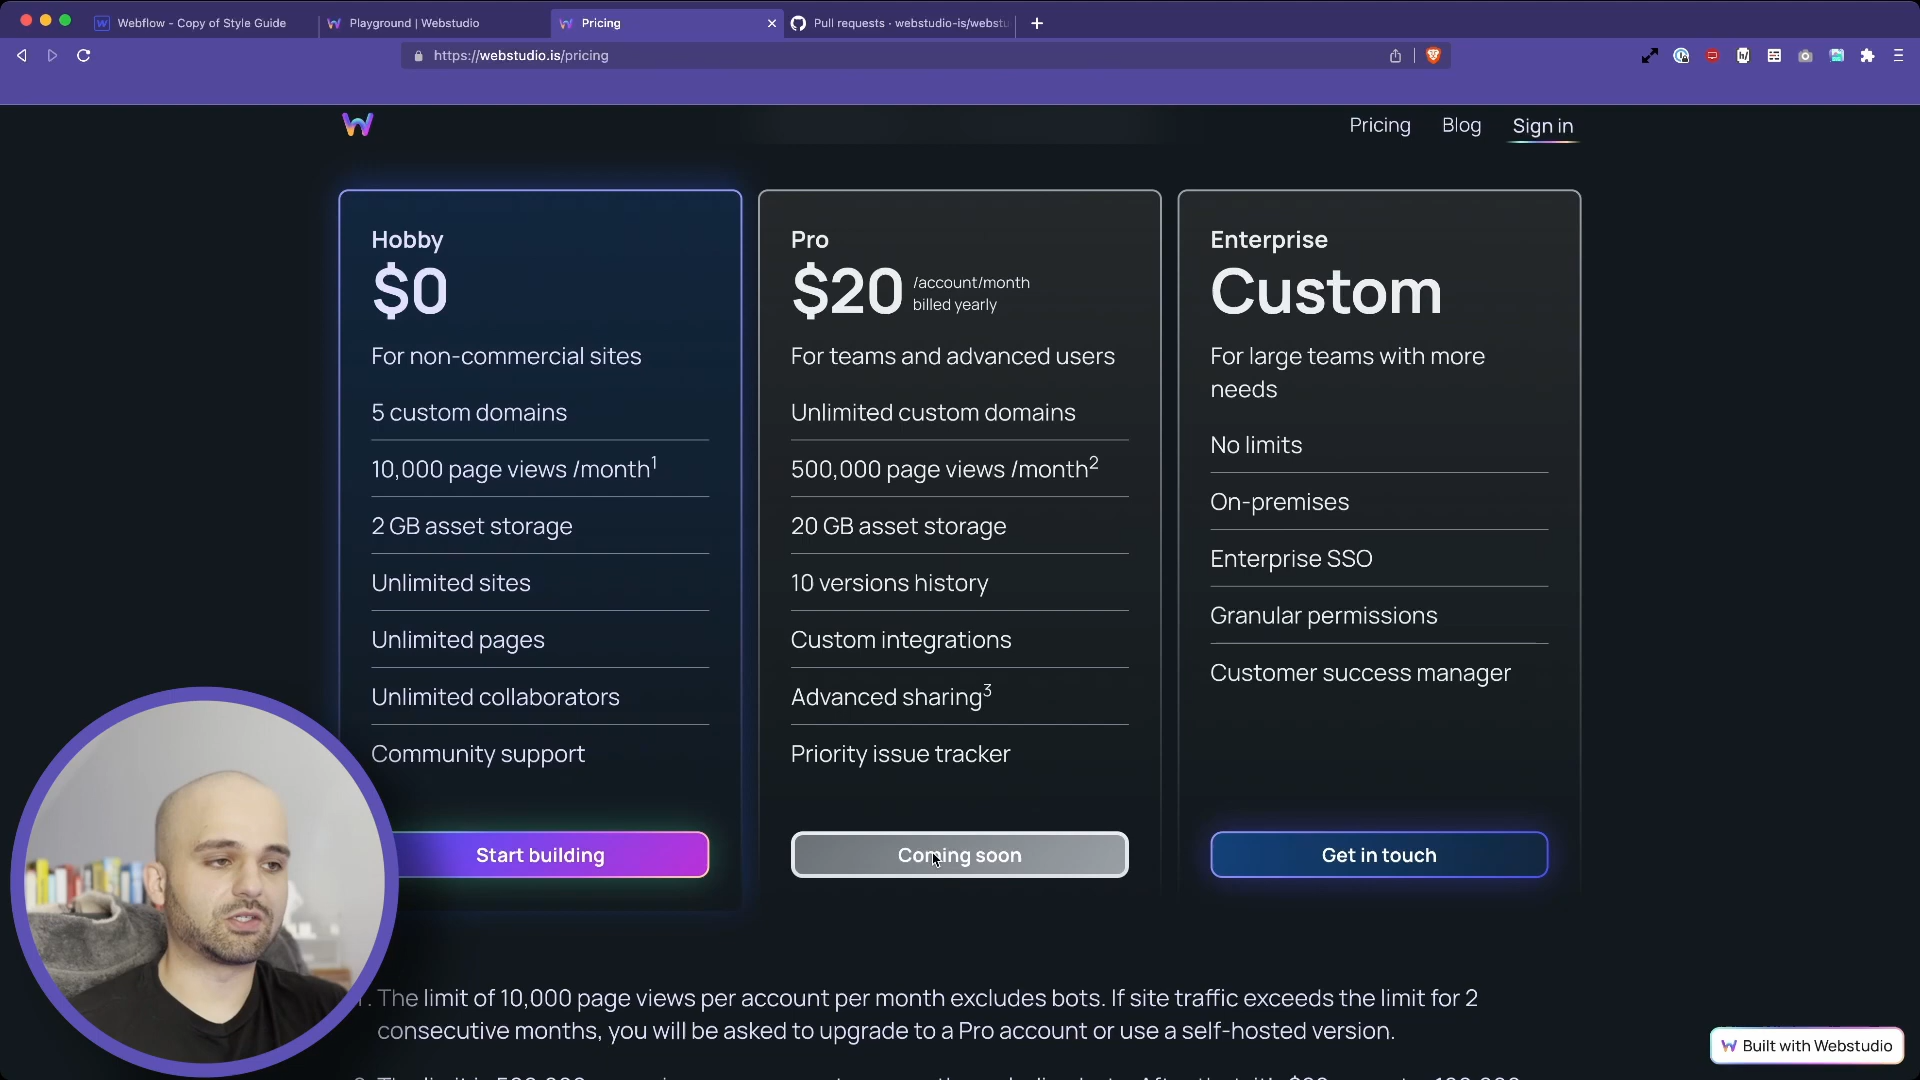 Webflow - Copy of Style Guide
Playground | Webstudio
Pricing
Pull requests · webstudio-is/webstu
https://webstudio.is/pricing
Pricing
Blog
Sign in
Hobby
$0
For non-commercial sites
5 custom domains
10,000 page views /month1
2 GB asset storage
Unlimited sites
Unlimited pages
Unlimited collaborators
Community support
Start building
Pro
$20 /account/month
billed yearly
For teams and advanced users
Unlimited custom domains
500,000 page views /month2
20 GB asset storage
10 versions history
Custom integrations
Advanced sharing3
Priority issue tracker
Coming soon
Enterprise
Custom
For large teams with more
needs
No limits
On-premises
Enterprise SSO
Granular permissions
Customer success manager
Get in touch
The limit of 10,000 page views per account per month excludes bots. If site traffic exceeds the limit for 2
consecutive months, you will be asked to upgrade to a Pro account or use a self-hosted version.
Built with Webstudio